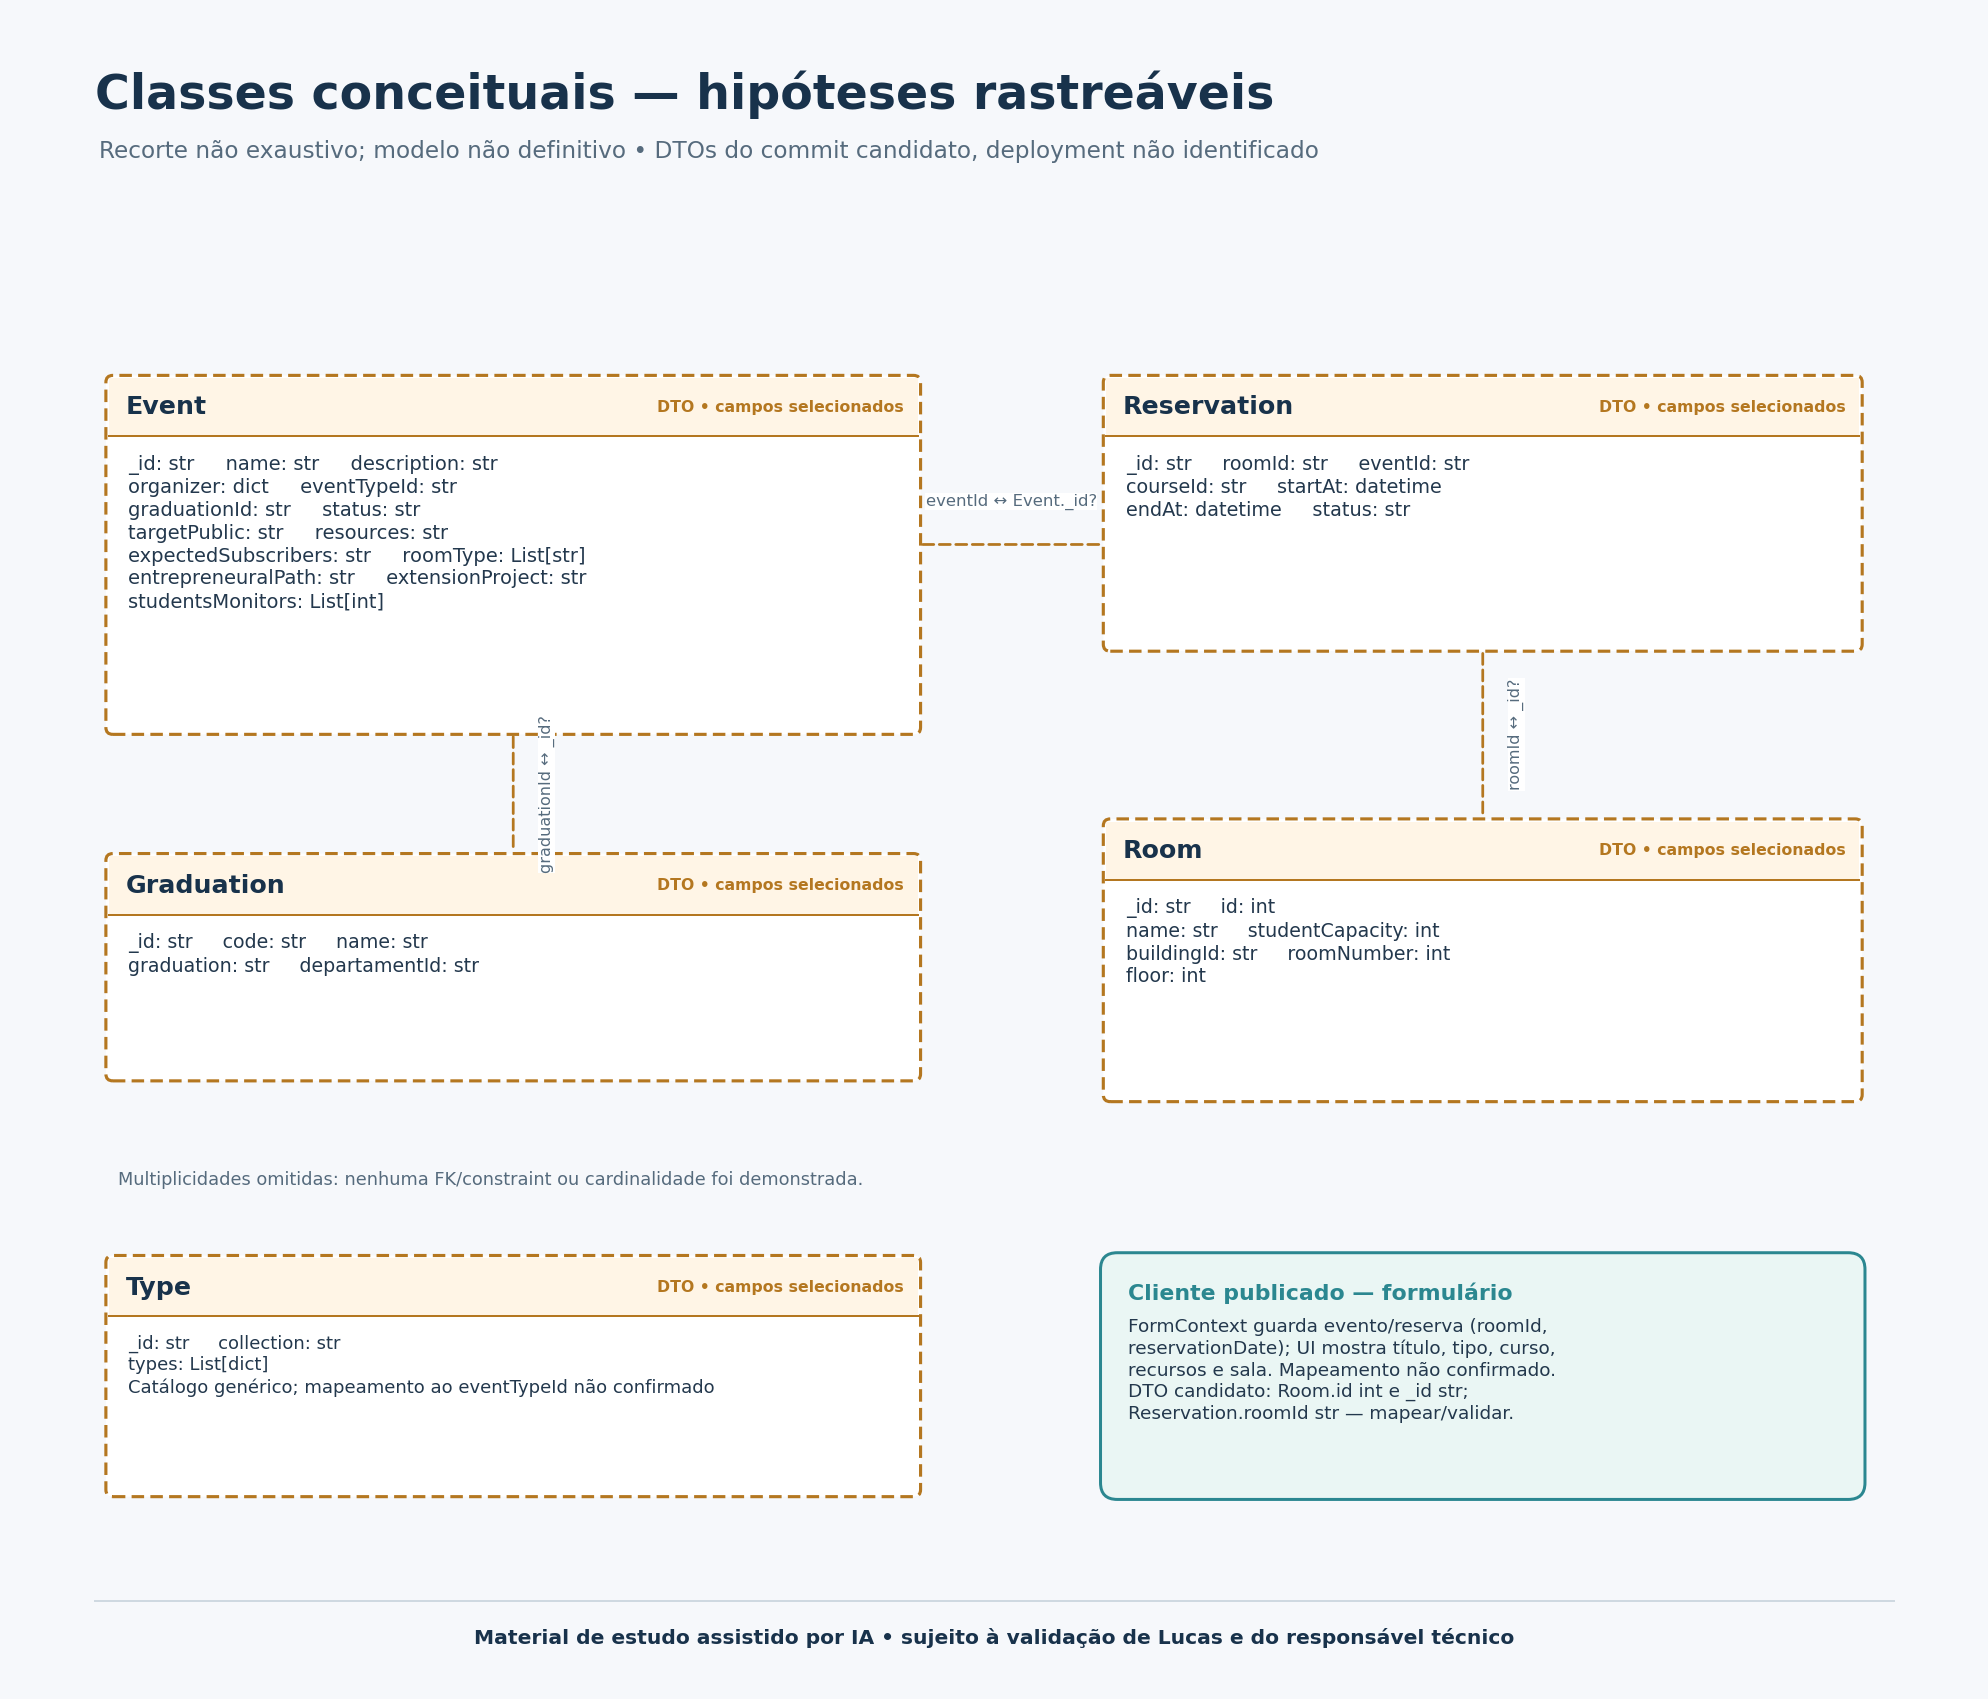 Classes conceituais — hipóteses rastreáveis
Recorte não exaustivo; modelo não definitivo • DTOs do commit candidato, deployment não identificado
Event
DTO • campos selecionados
_id: str name: str description: str
organizer: dict eventTypeId: str
graduationId: str status: str
targetPublic: str resources: str
expectedSubscribers: str roomType: List[str]
entrepreneuralPath: str extensionProject: str
studentsMonitors: List[int]
eventId ↔ Event._id?
Reservation
DTO • campos selecionados
_id: str roomId: str eventId: str
courseId: str startAt: datetime
endAt: datetime status: str
graduationId ↔ _id?
roomId ↔ _id?
Graduation
DTO • campos selecionados
_id: str code: str name: str
graduation: str departamentId: str
Room
DTO • campos selecionados
_id: str id: int
name: str studentCapacity: int
buildingId: str roomNumber: int
floor: int
Multiplicidades omitidas: nenhuma FK/constraint ou cardinalidade foi demonstrada.
Type
DTO • campos selecionados
_id: str collection: str
types: List[dict]
Catálogo genérico; mapeamento ao eventTypeId não confirmado
Cliente publicado — formulário
FormContext guarda evento/reserva (roomId,
reservationDate); UI mostra título, tipo, curso,
recursos e sala. Mapeamento não confirmado.
DTO candidato: Room.id int e _id str;
Reservation.roomId str — mapear/validar.
Material de estudo assistido por IA • sujeito à validação de Lucas e do responsável técnico